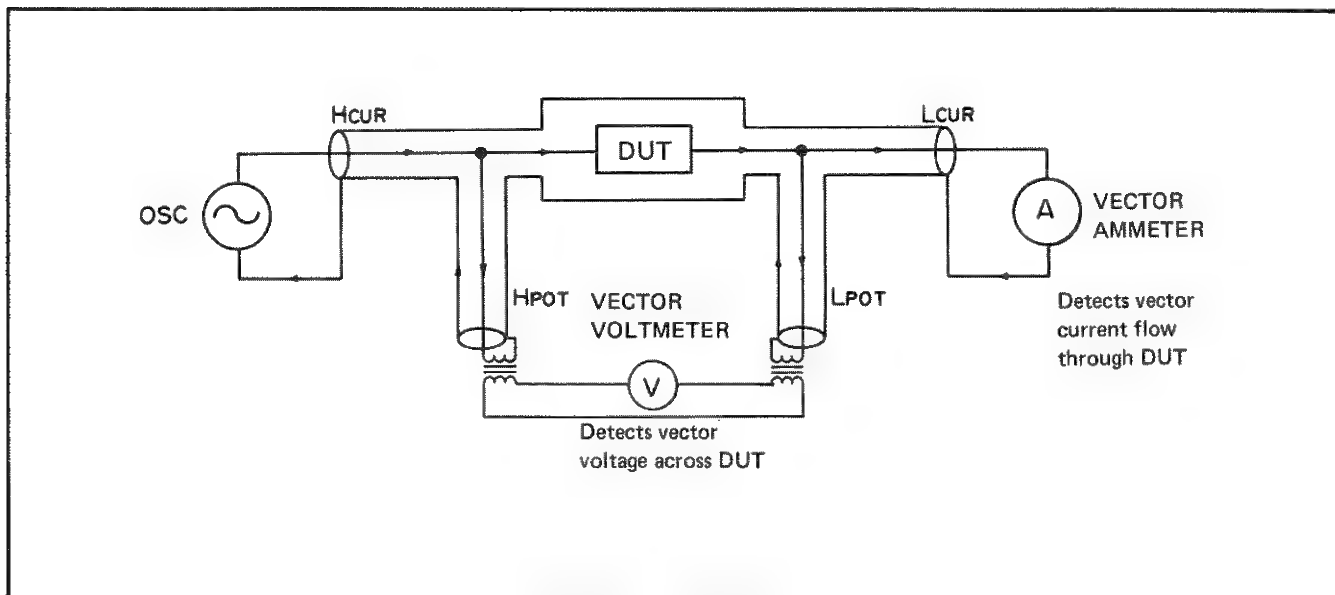 HCUR
LCUR
DUT
OSC
A
VECTOR
AMMETER
HPOT
VECTOR
VOLTMETER
LPOT
Detects vector
current flow
through DUT
V
Detects vector
voltage across DUT